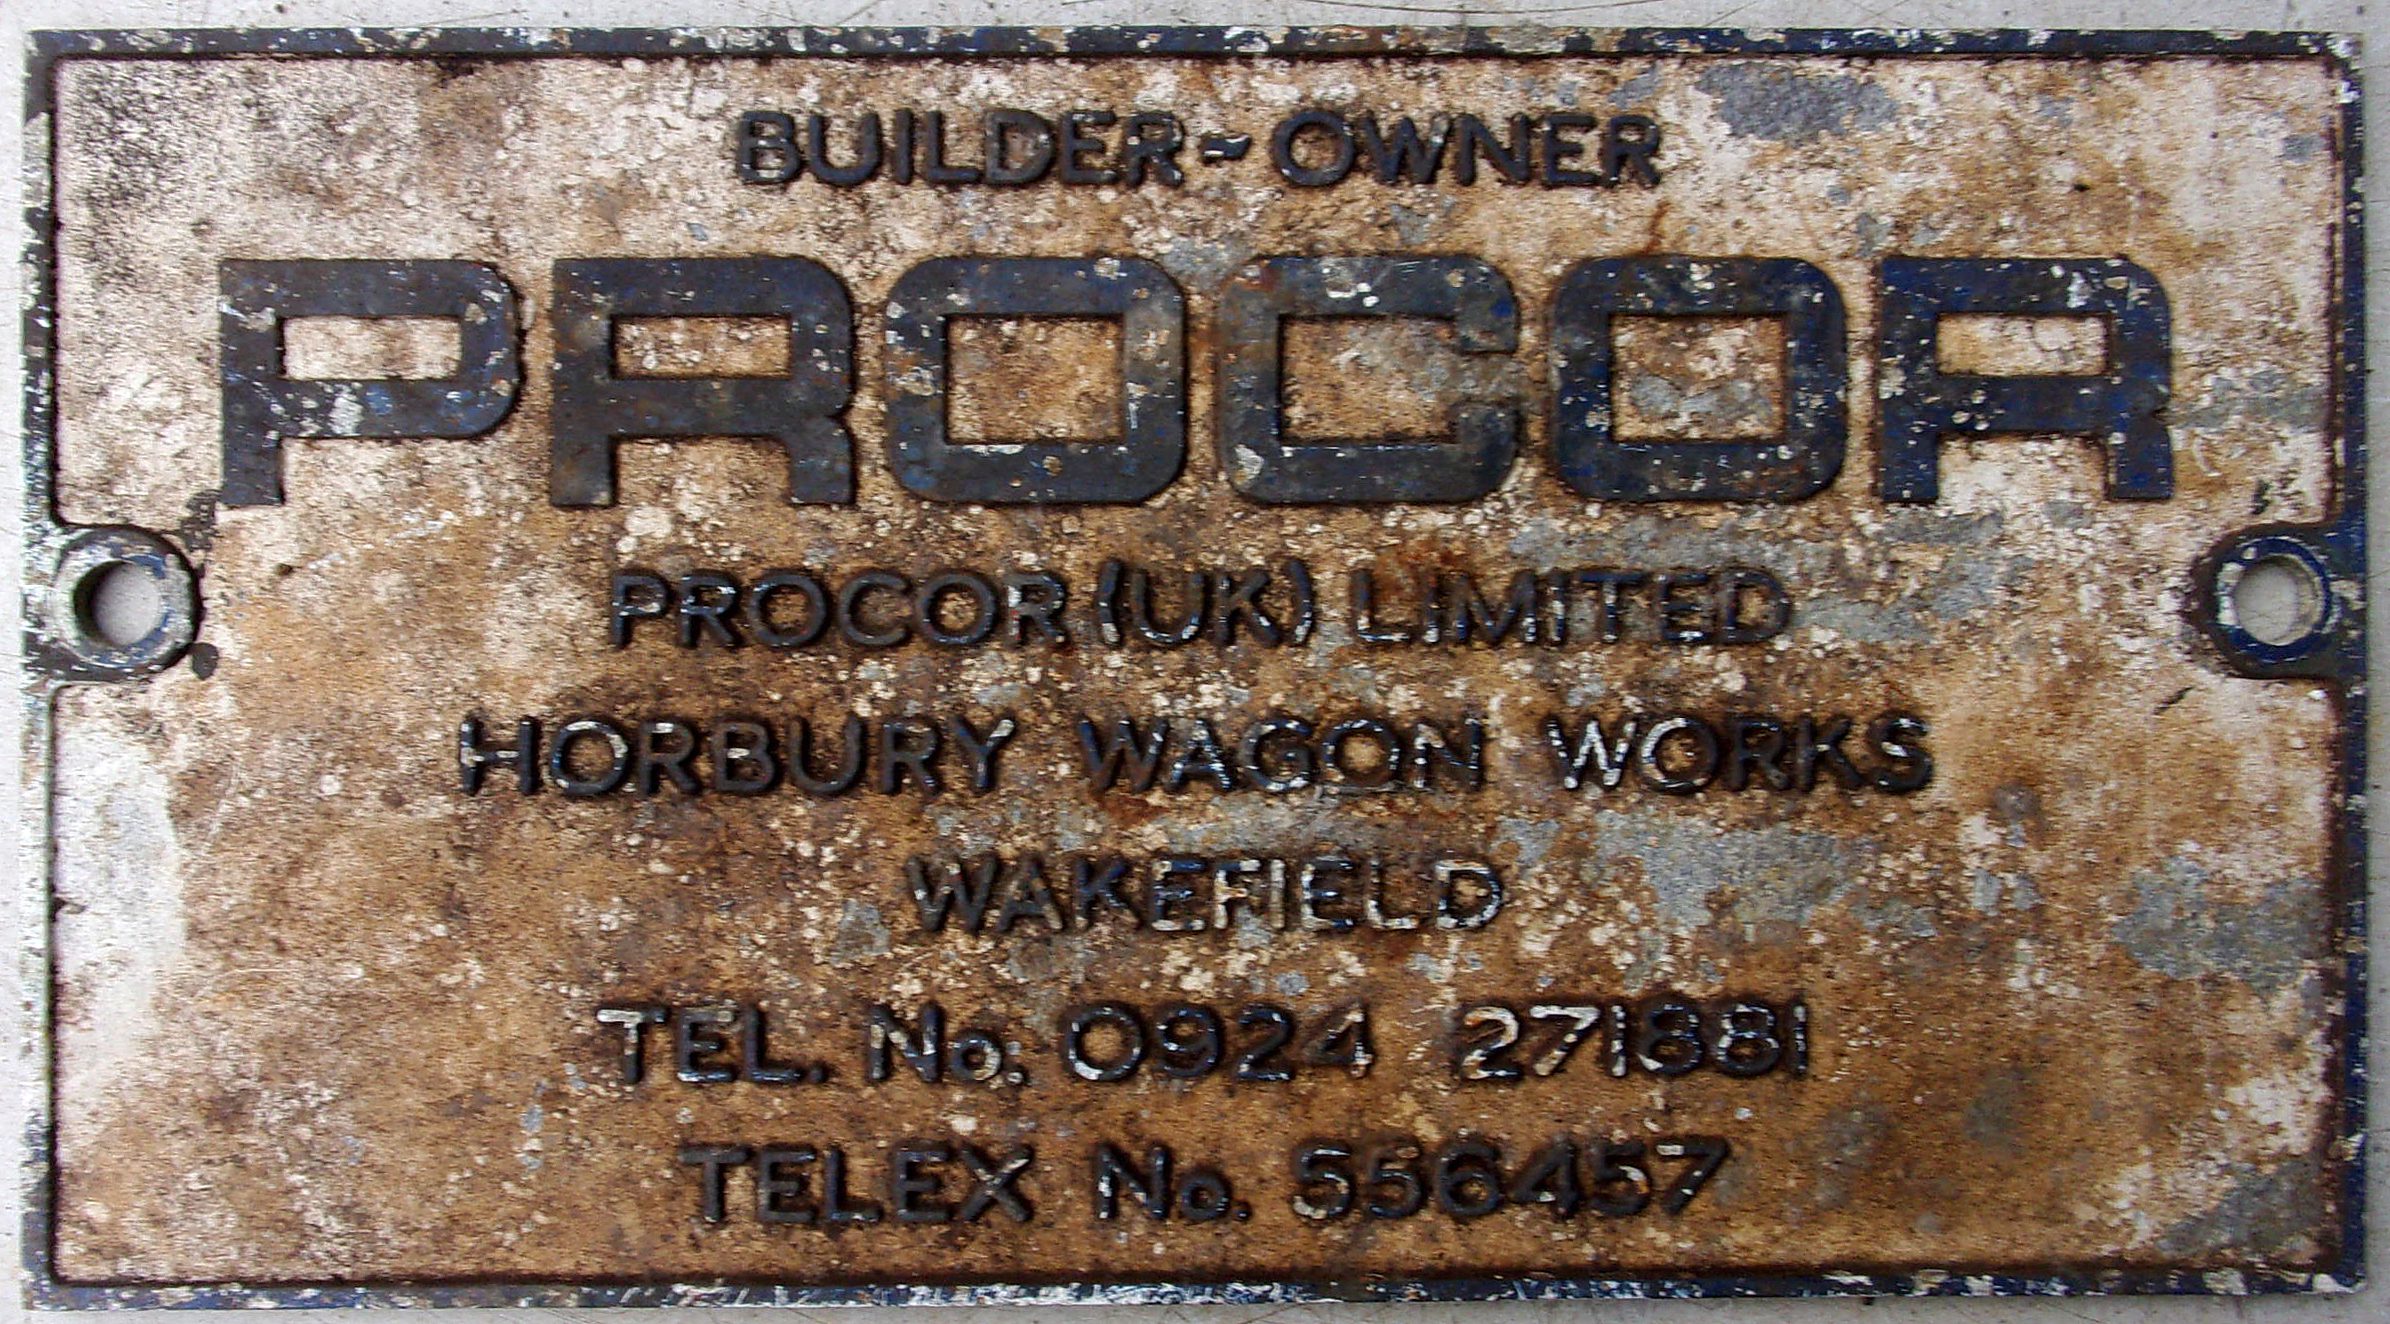 BUILDER-OWNER
PROCOR
PROCOR (UK) LIMITED
HORBURY WAGON WORKS
WAKEFIELD
TEL. No. 0924 271881
TELEX No. 556457